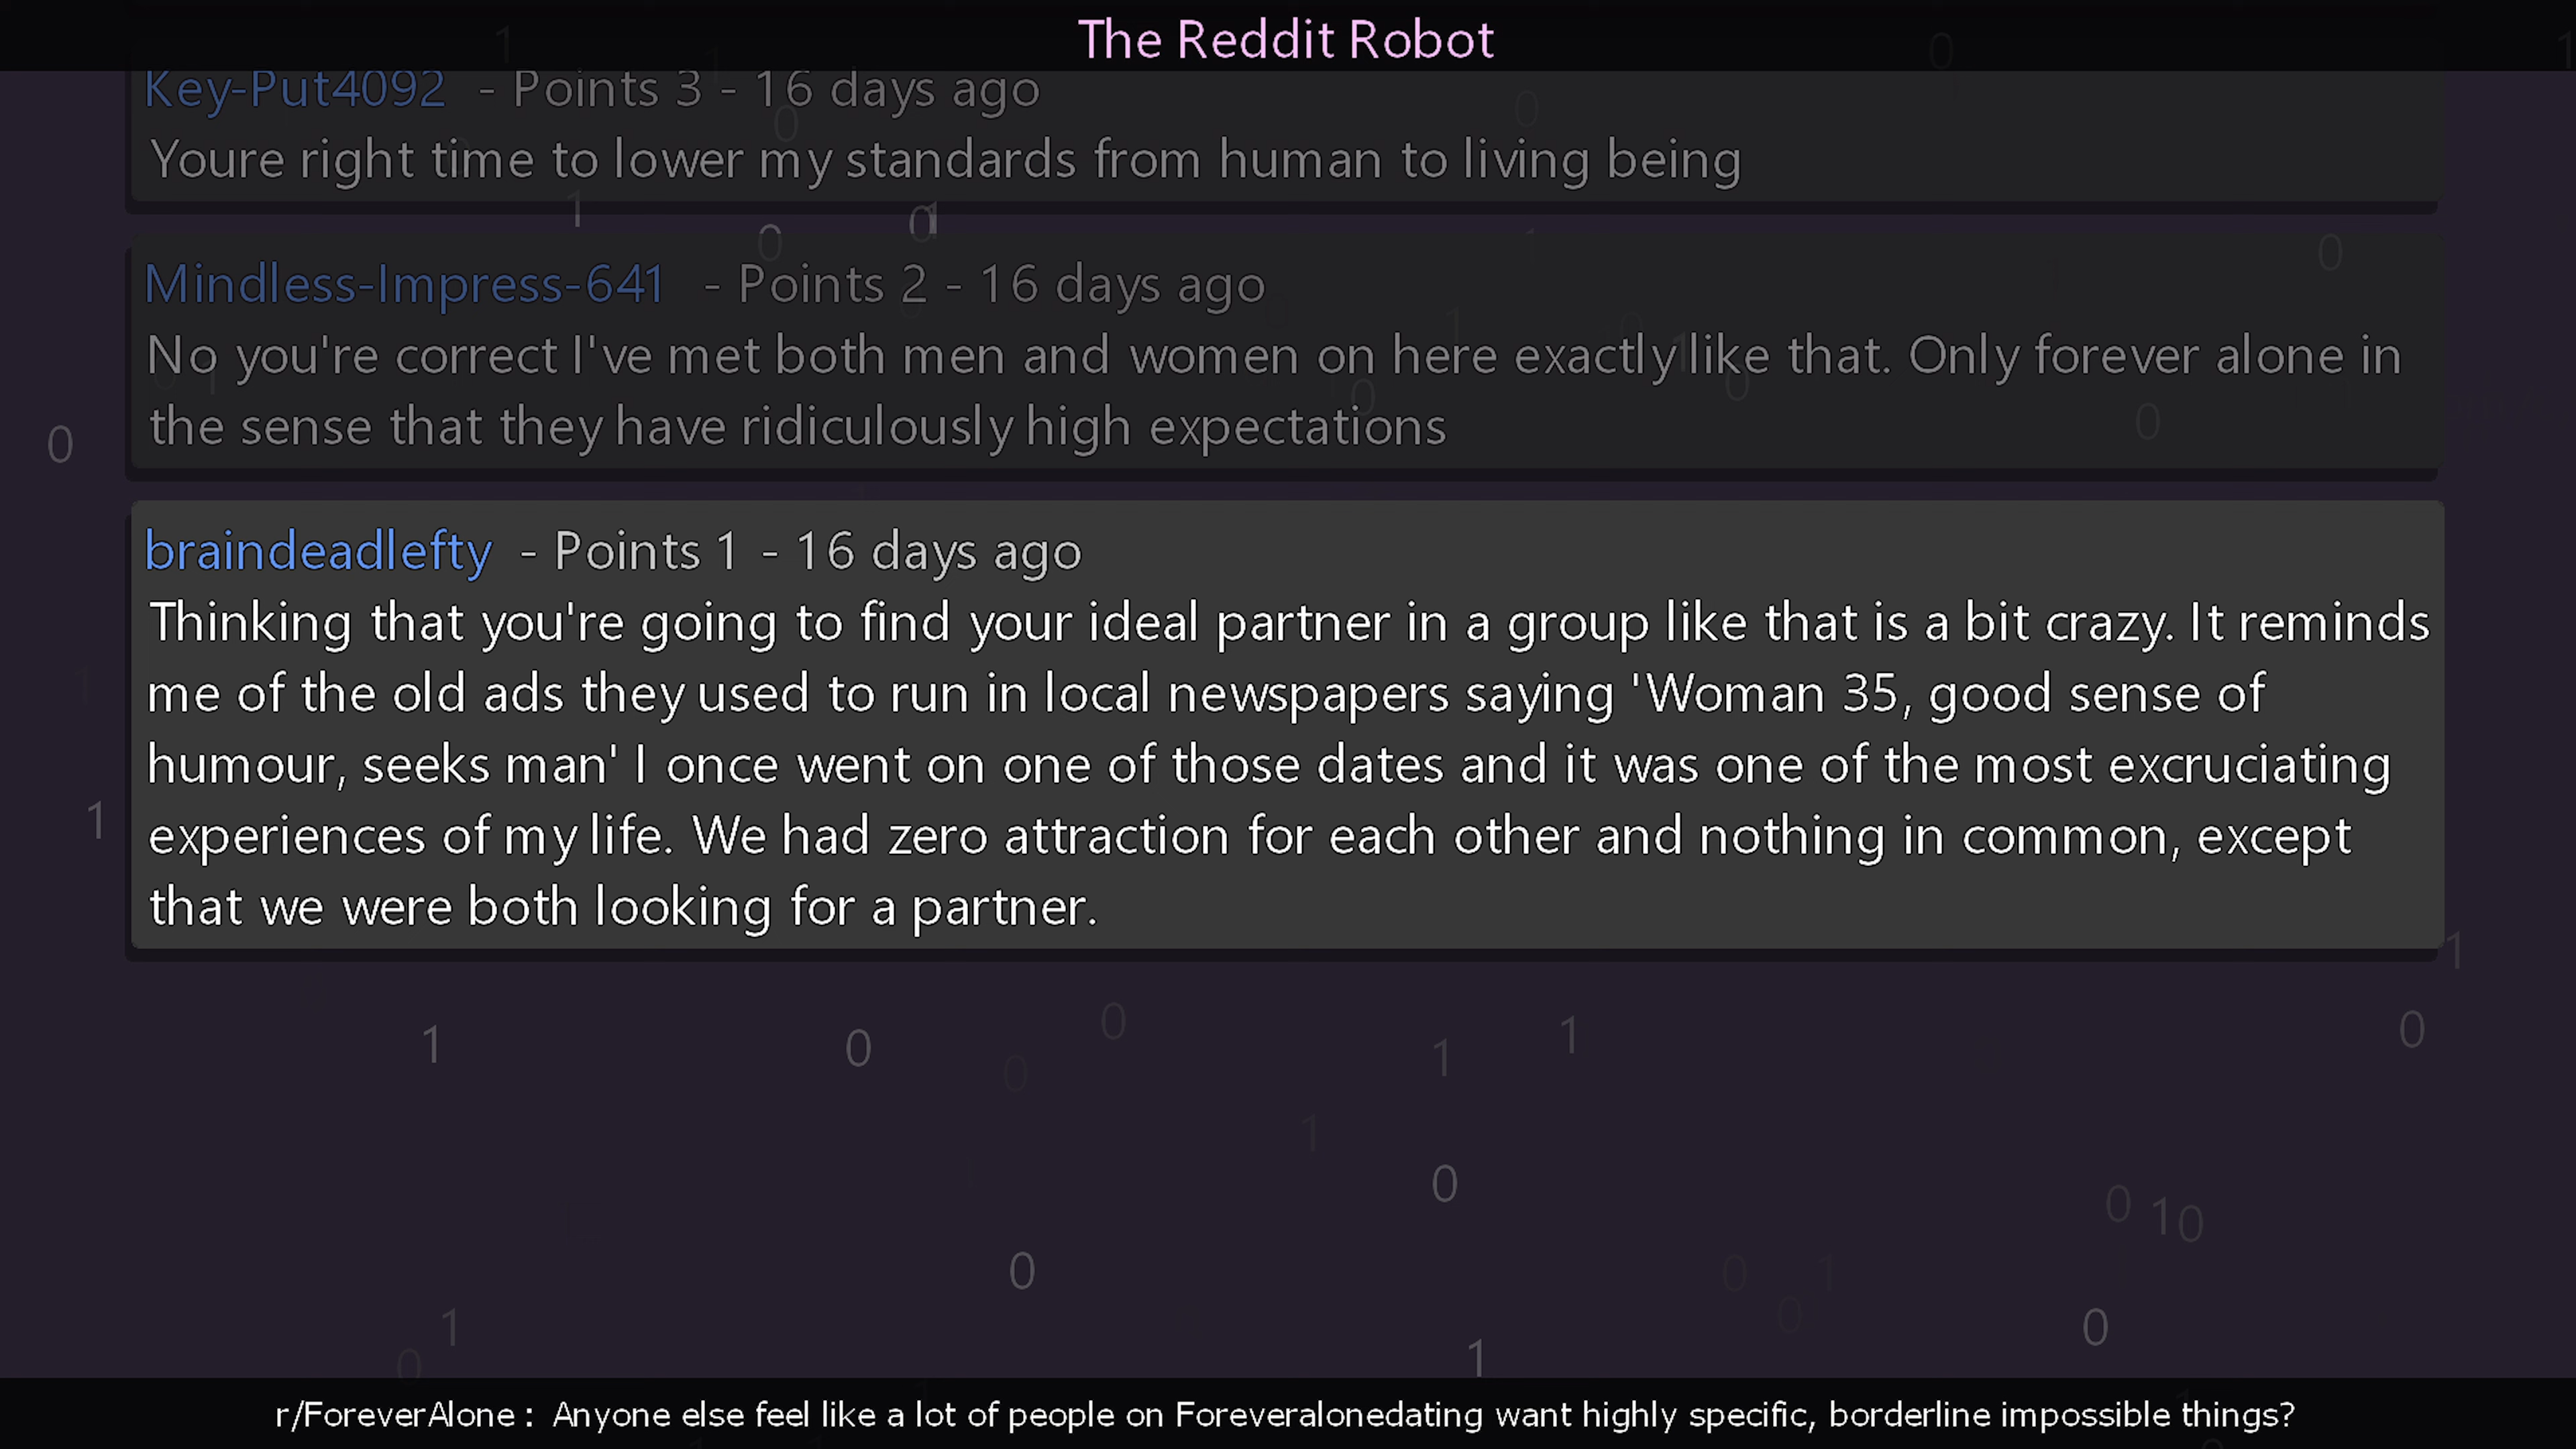 The Reddit Robot
Key-Put4092 - Points 3 - 16 days ago
Youre right time to lower my standards from human to living being
Mindless-Impress-641 - Points 2 - 16 days ago
No you're correct I've met both men and women on here exactly like that. Only forever alone in
the sense that they have ridiculously high expectations
braindeadlefty - Points 1 - 16 days ago
Thinking that you're going to find your ideal partner in a group like that is a bit crazy. It reminds
me of the old ads they used to run in local newspapers saying 'Woman 35, good sense of
humour, seeks man' I once went on one of those dates and it was one of the most excruciating
experiences of my life. We had zero attraction for each other and nothing in common, except
that we were both looking for a partner.
r/ForeverAlone : Anyone else feel like a lot of people on Foreveralonedating want highly specific, borderline impossible things?